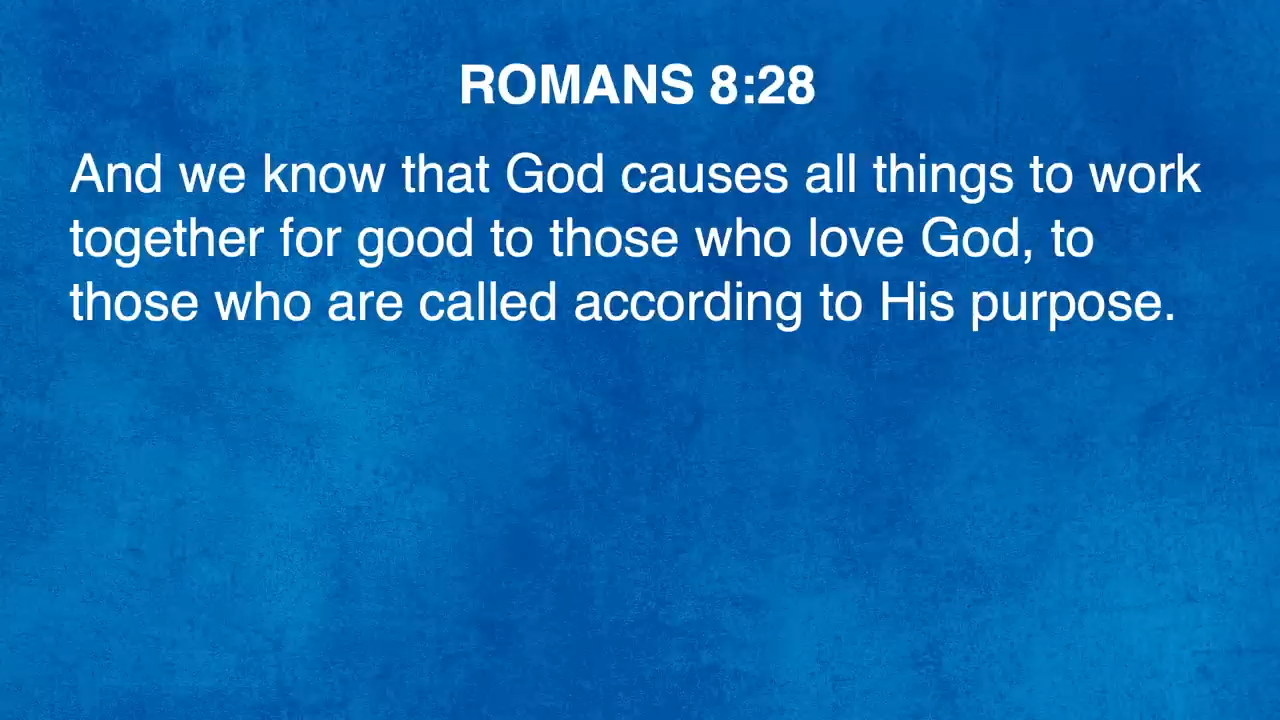 ROMANS 8:28
And we know that God causes all things to work
together for good to those who love God, to
those who are called according to His purpose.